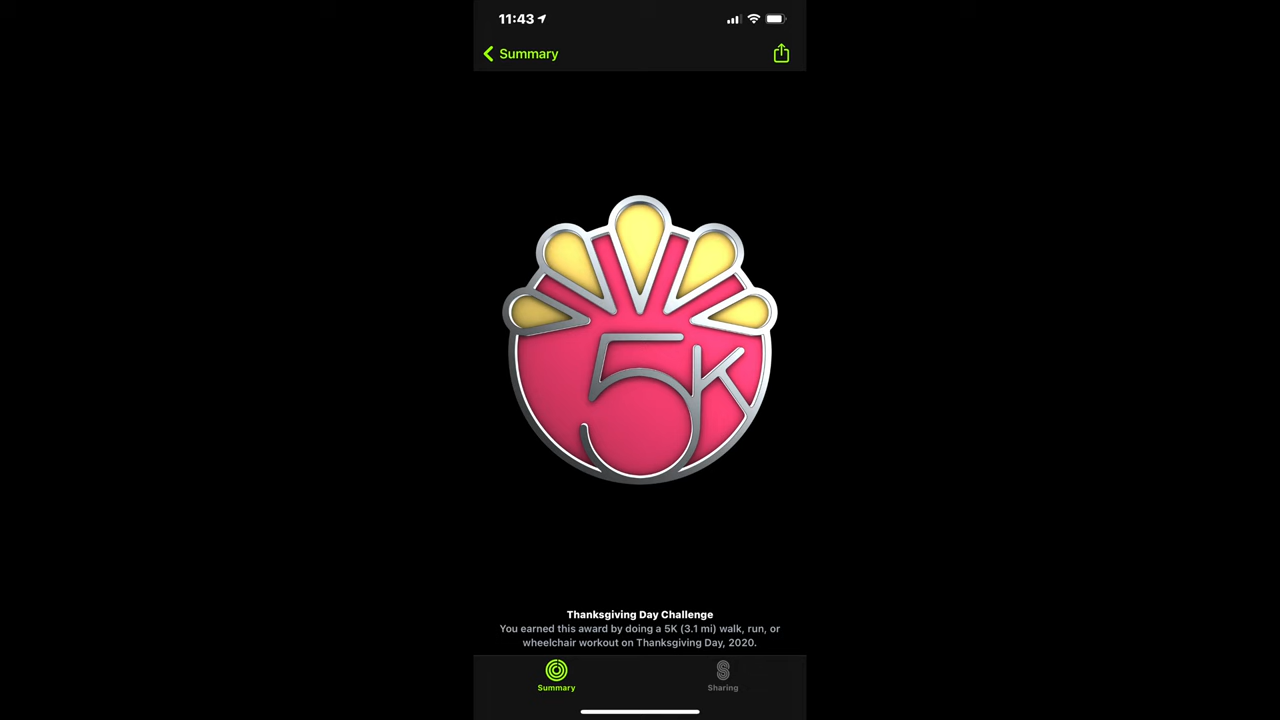 11:43
Summary
5K
Thanksgiving Day Challenge
You earned this award by doing a 5K (3.1 mi) walk, run, or
wheelchair workout on Thanksgiving Day, 2020.
Summary
Sharing